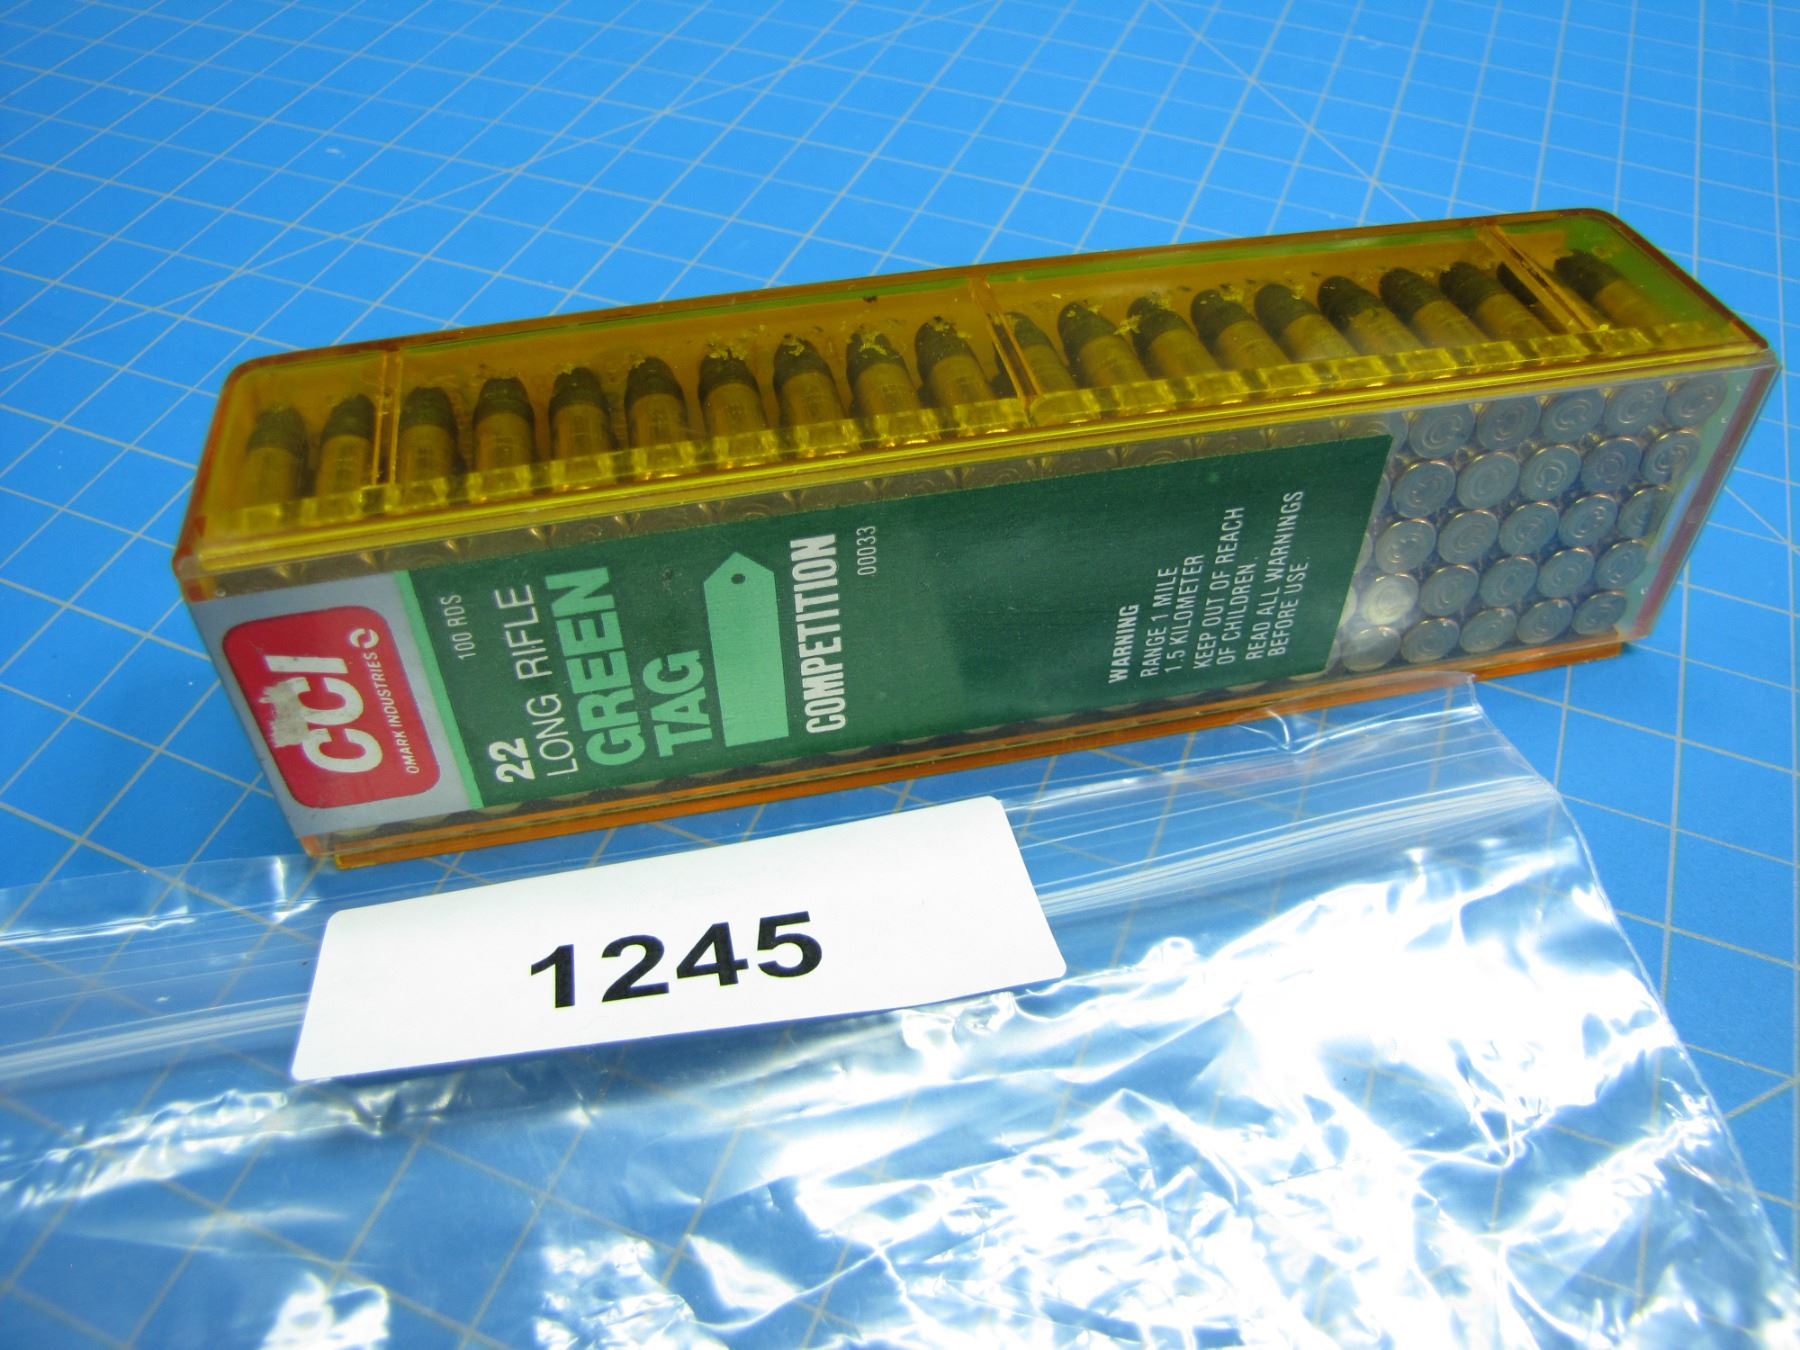 CCI
OMARK INDUSTRIES
100 RDS
22
LONG RIFLE
GREEN
TAG
COMPETITION
00033
WARNING
RANGE 1 MILE
1.5 KILOMETER
KEEP OUT OF REACH
OF CHILDREN.
READ ALL WARNINGS
BEFORE USE.
1245